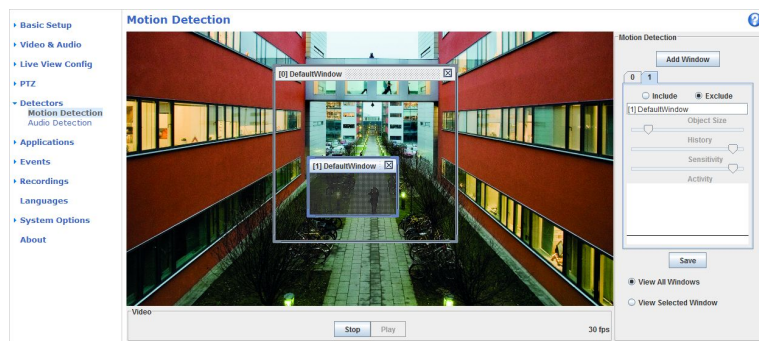 Basic Setup
Video & Audio
Live View Config
PTZ
Detectors
Motion Detection
Audio Detection
Applications
Events
Recordings
Languages
System Options
About
Motion Detection
?
[0] DefaultWindow
[1] DefaultWindow
Video
Stop Play 30 fps
Motion Detection
Add Window
0 1
Include Exclude
[1] DefaultWindow
Object Size
History
Sensitivity
Activity
Save
View All Windows
View Selected Window